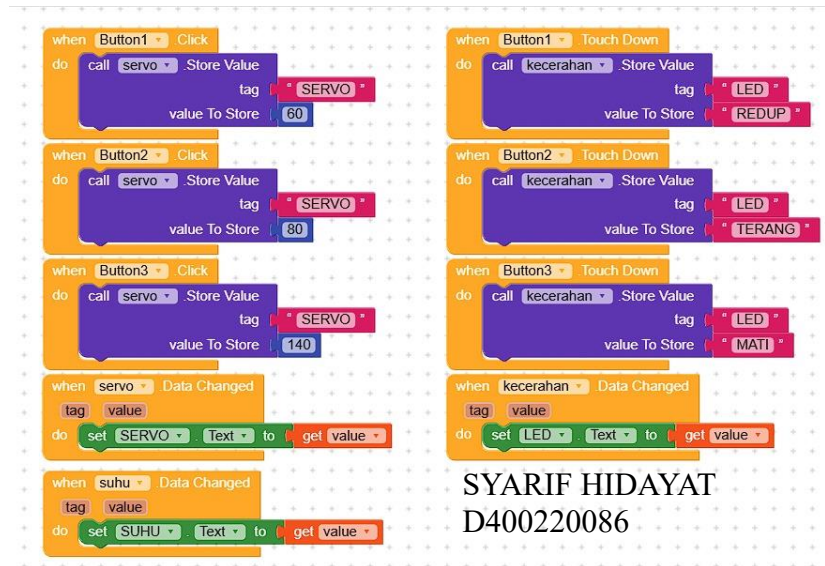 when Button1 .Click
do call servo .Store Value
tag " SERVO "
value To Store 60
when Button2 .Click
do call servo .Store Value
tag " SERVO "
value To Store 80
when Button3 .Click
do call servo .Store Value
tag " SERVO "
value To Store 140
when servo .Data Changed
tag value
do set SERVO . Text to get value
when suhu .Data Changed
tag value
do set SUHU . Text to get value
when Button1 .Touch Down
do call kecerahan .Store Value
tag " LED "
value To Store " REDUP "
when Button2 .Touch Down
do call kecerahan .Store Value
tag " LED "
value To Store " TERANG "
when Button3 .Touch Down
do call kecerahan .Store Value
tag " LED "
value To Store " MATI "
when kecerahan .Data Changed
tag value
do set LED . Text to get value
SYARIF HIDAYAT
D400220086